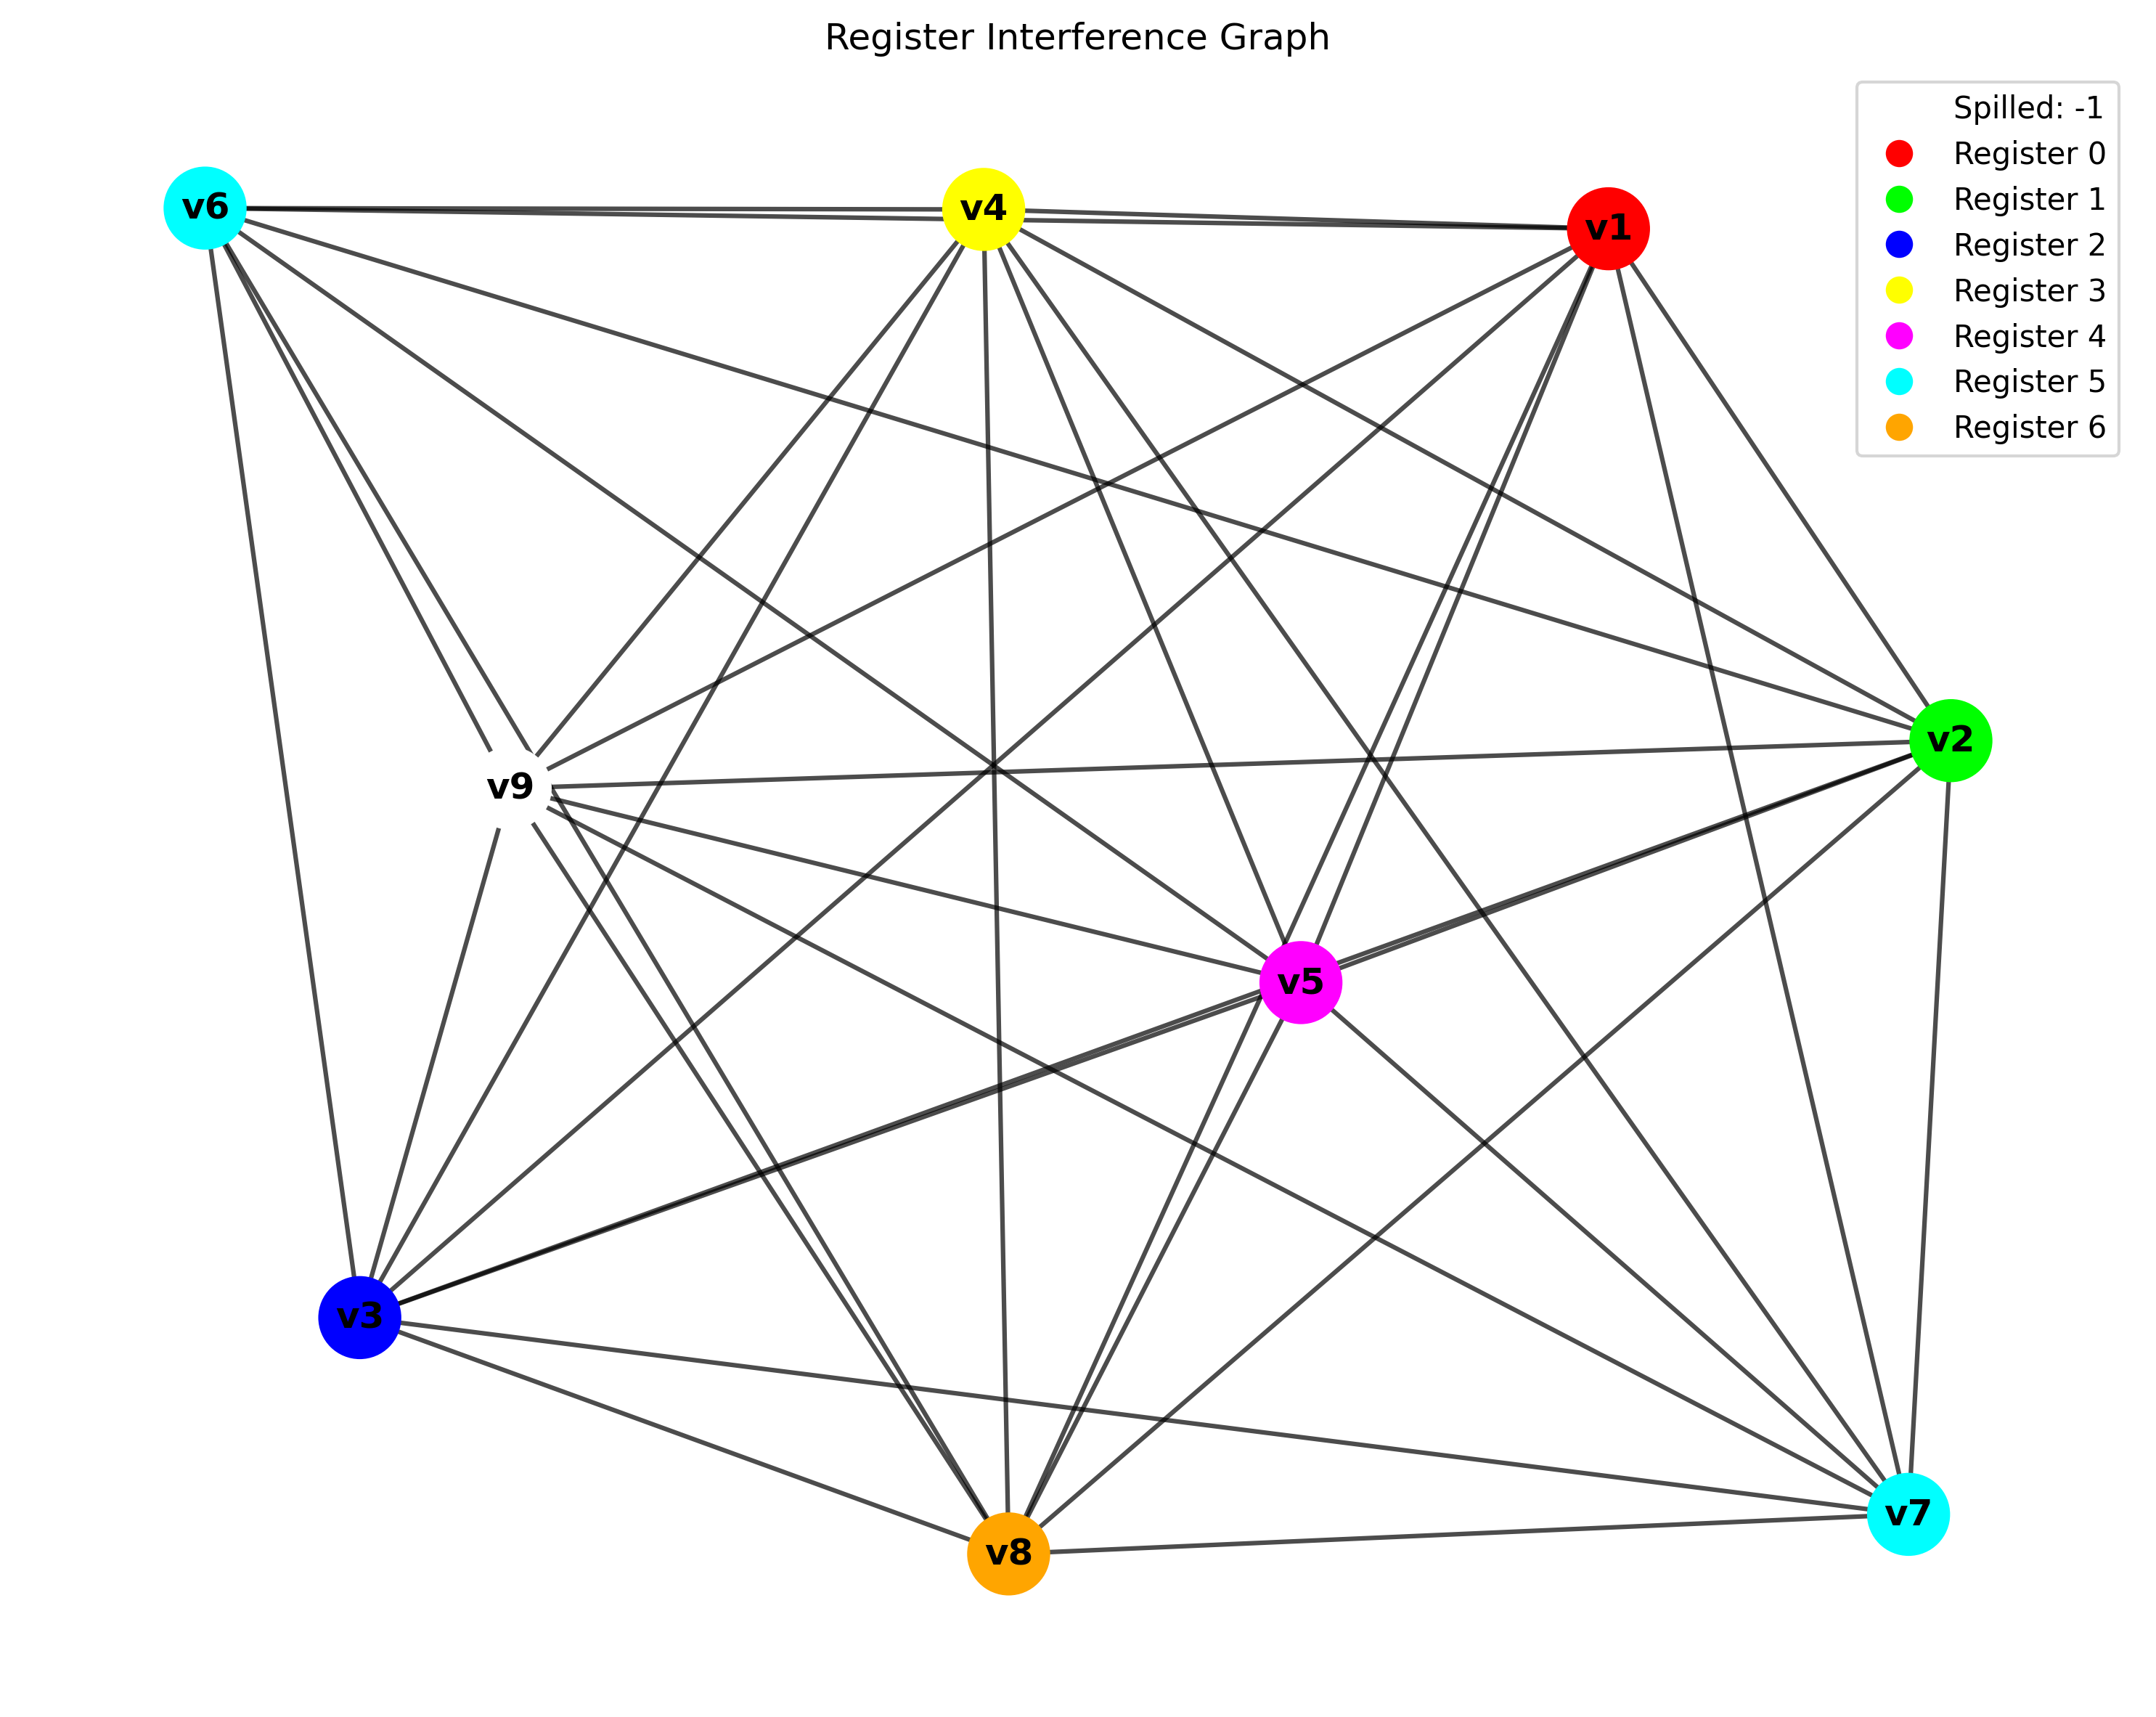 Register Interference Graph
Spilled: -1
Register 0
Register 1
Register 2
Register 3
Register 4
Register 5
Register 6
v6
v4
v1
v2
v9
v5
v3
v7
v8